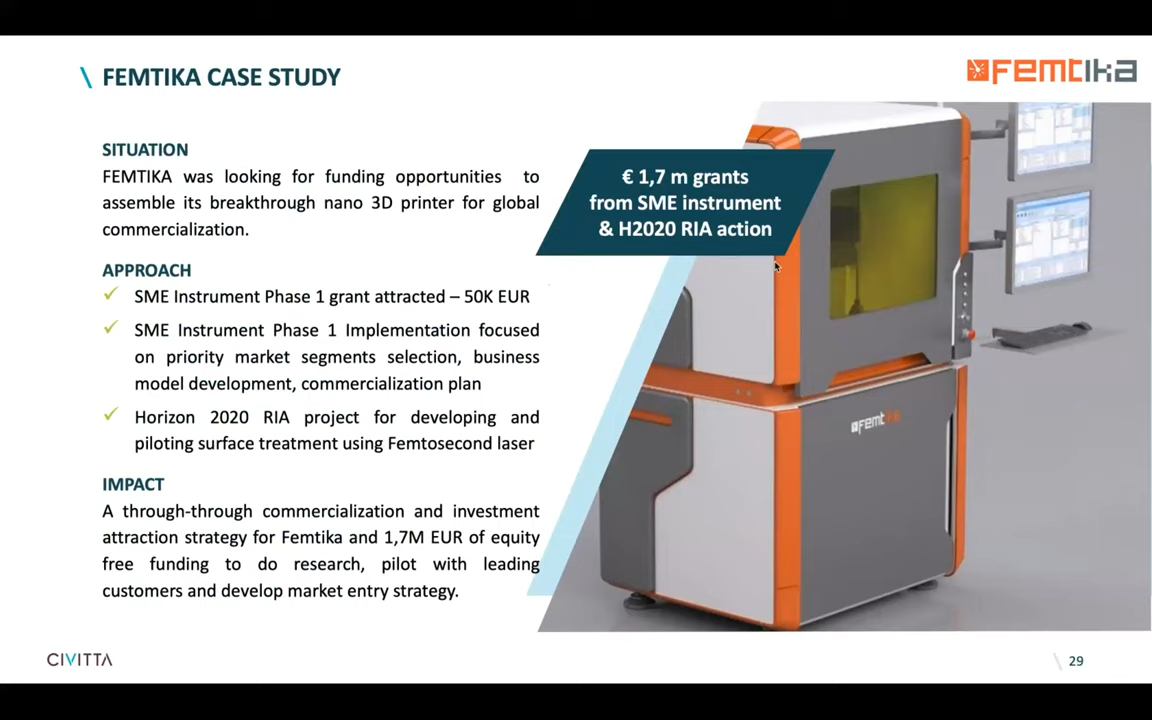 FEMTIKA CASE STUDY
Femtika
SITUATION
FEMTIKA was looking for funding opportunities to
assemble its breakthrough nano 3D printer for global
commercialization.
€ 1,7 m grants
from SME instrument
& H2020 RIA action
APPROACH
SME Instrument Phase 1 grant attracted – 50K EUR
SME Instrument Phase 1 Implementation focused
on priority market segments selection, business
model development, commercialization plan
Horizon 2020 RIA project for developing and
piloting surface treatment using Femtosecond laser
IMPACT
A through-through commercialization and investment
attraction strategy for Femtika and 1,7M EUR of equity
free funding to do research, pilot with leading
customers and develop market entry strategy.
Femtika
CIVITTA
29